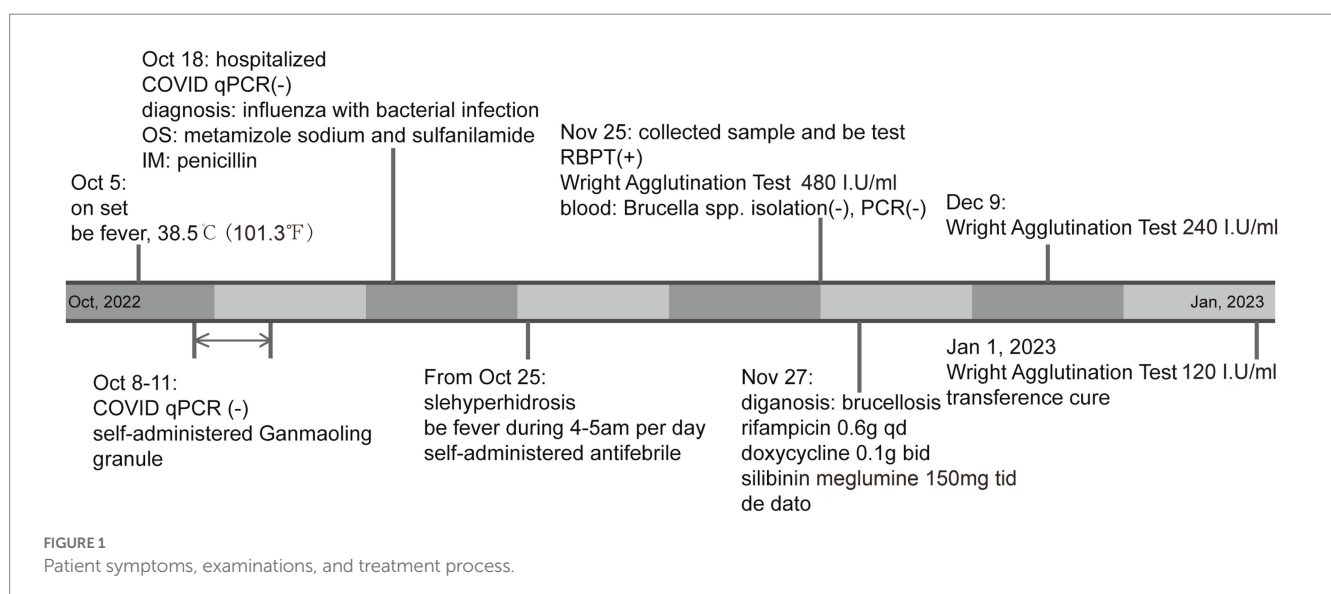 Oct 18: hospitalized
COVID qPCR(-)
diagnosis: influenza with bacterial infection
OS: metamizole sodium and sulfanilamide
IM: penicillin
Oct 5:
on set
be fever, 38.5℃ (101.3℉)
Nov 25: collected sample and be test
RBPT(+)
Wright Agglutination Test 480 I.U/ml
blood: Brucella spp. isolation(-), PCR(-)
Dec 9:
Wright Agglutination Test 240 I.U/ml
Oct, 2022
Jan, 2023
Oct 8-11:
COVID qPCR (-)
self-administered Ganmaoling
granule
From Oct 25:
slehyperhidrosis
be fever during 4-5am per day
self-administered antifebrile
Nov 27:
diganosis: brucellosis
rifampicin 0.6g qd
doxycycline 0.1g bid
silibinin meglumine 150mg tid
de dato
Jan 1, 2023
Wright Agglutination Test 120 I.U/ml
transference cure
FIGURE 1
Patient symptoms, examinations, and treatment process.